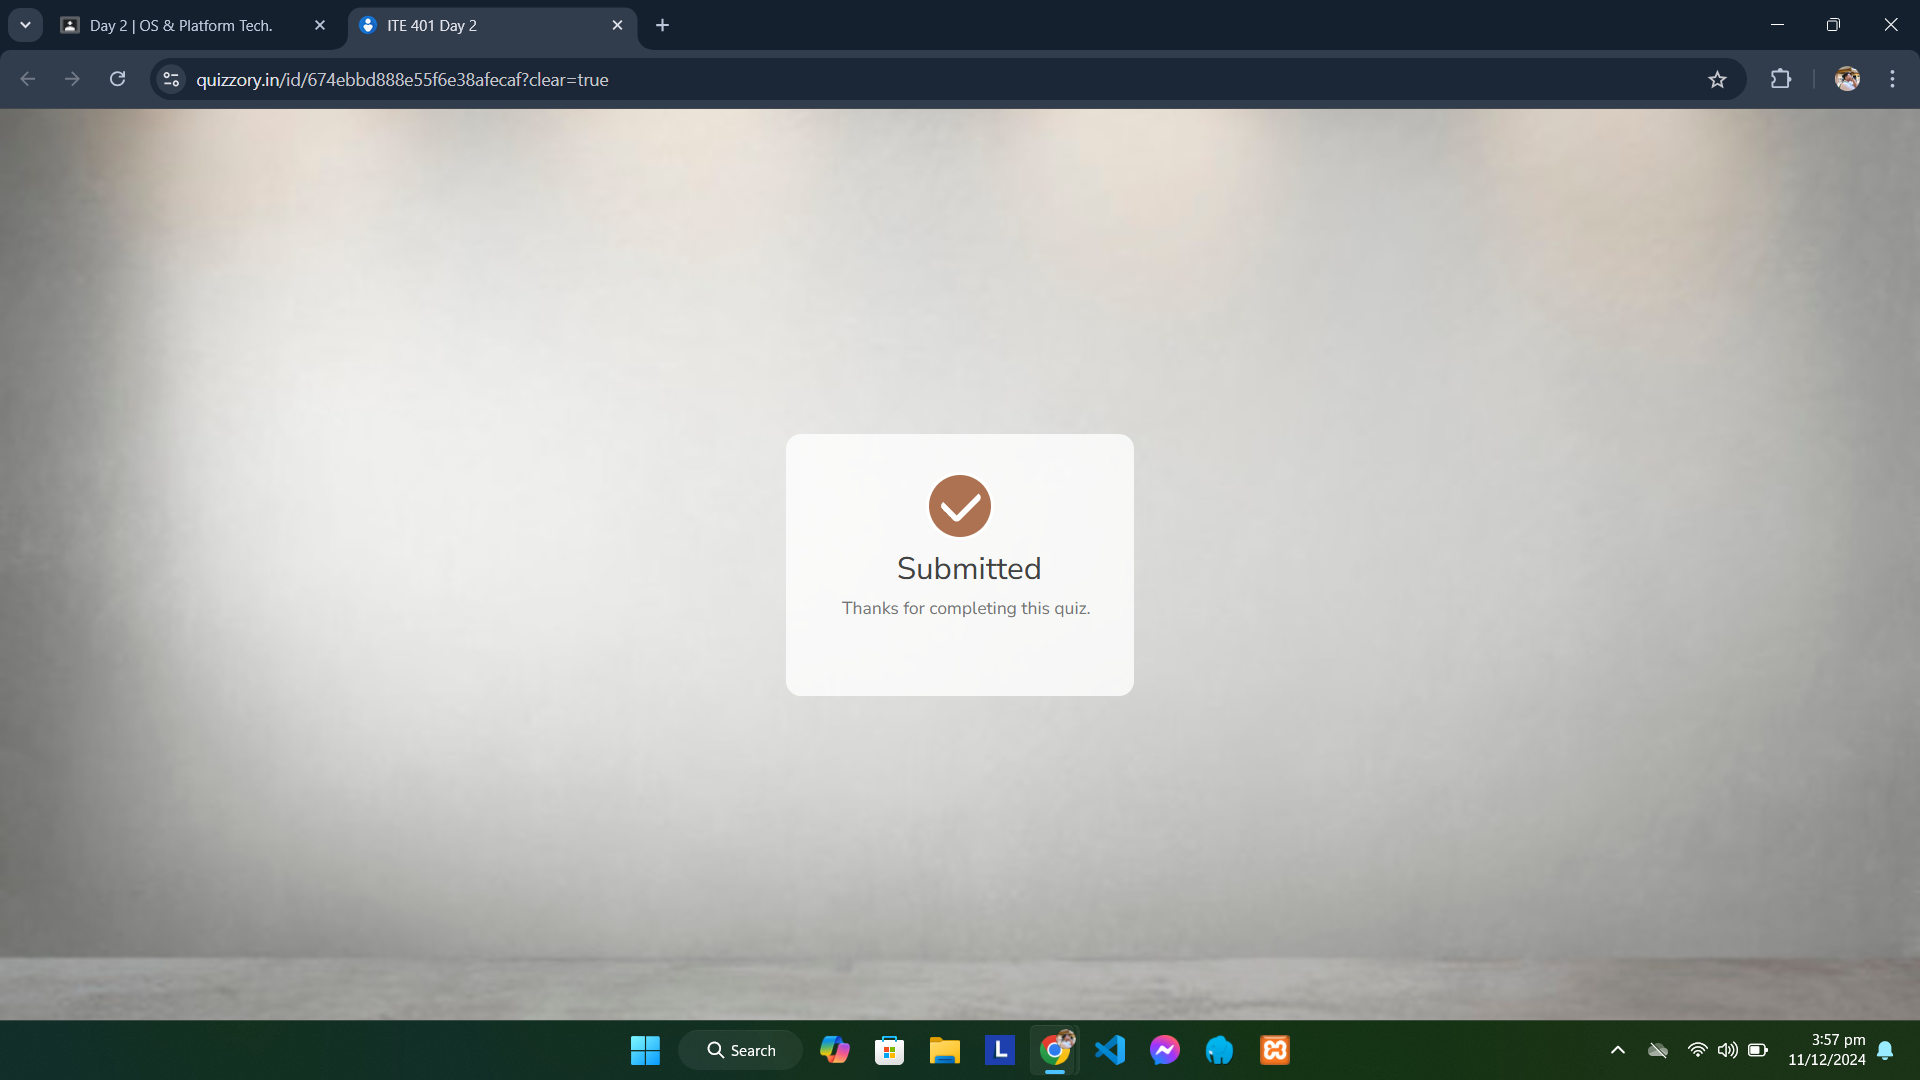 Day 2 | OS & Platform Tech.
ITE 401 Day 2
quizzory.in/id/674ebbd888e55f6e38afecaf?clear=true
Submitted
Thanks for completing this quiz.
Search
L
3:57 pm
11/12/2024